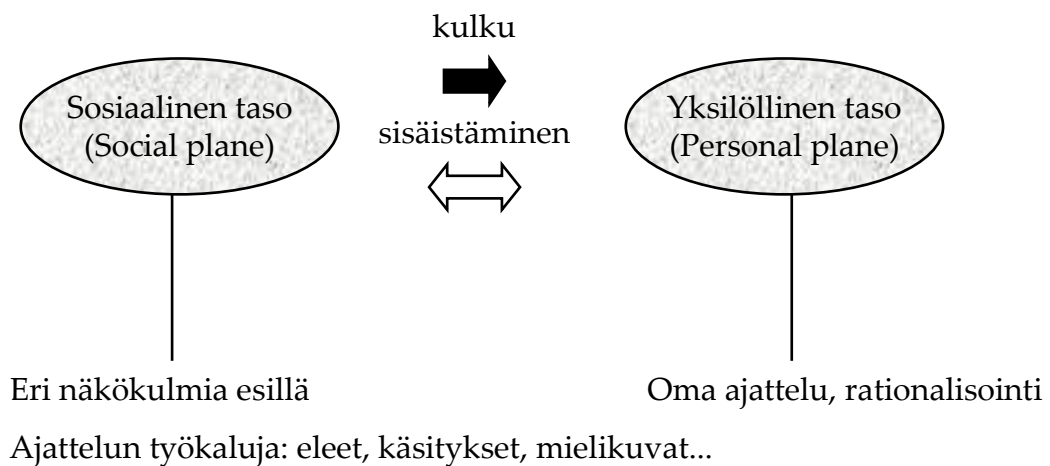 kulku
Sosiaalinen taso
(Social plane)
sisäistäminen
Yksilöllinen taso
(Personal plane)
Eri näkökulmia esillä
Oma ajattelu, rationalisointi
Ajattelun työkaluja: eleet, käsitykset, mielikuvat...